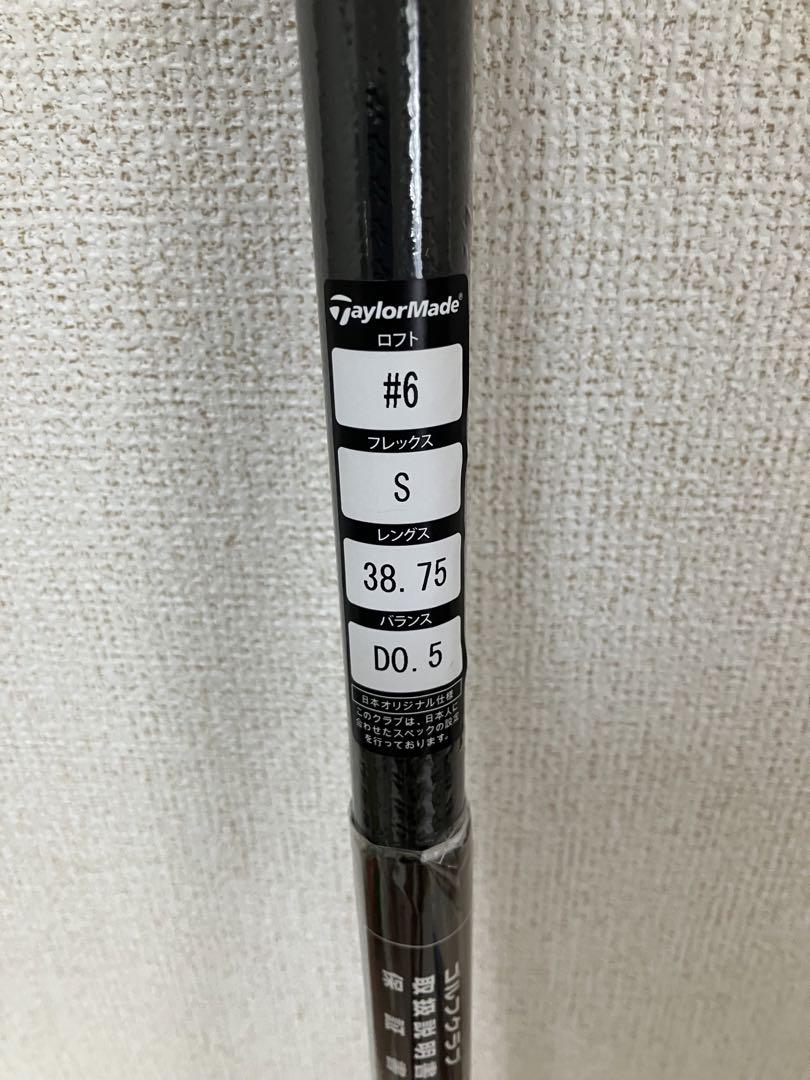 TaylorMade®
ロフト
#6
フレックス
S
レングス
38.75
バランス
D0.5
日本オリジナル仕様
このクラブは、日本人に
合わせたスペックの設定
を行っております。
ゴルフクラブ
取扱説明書
保証書